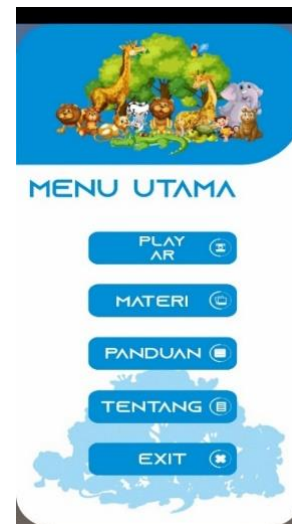 MENU UTAMA
PLAY
AR
MATERI
PANDUAN
TENTANG
EXIT